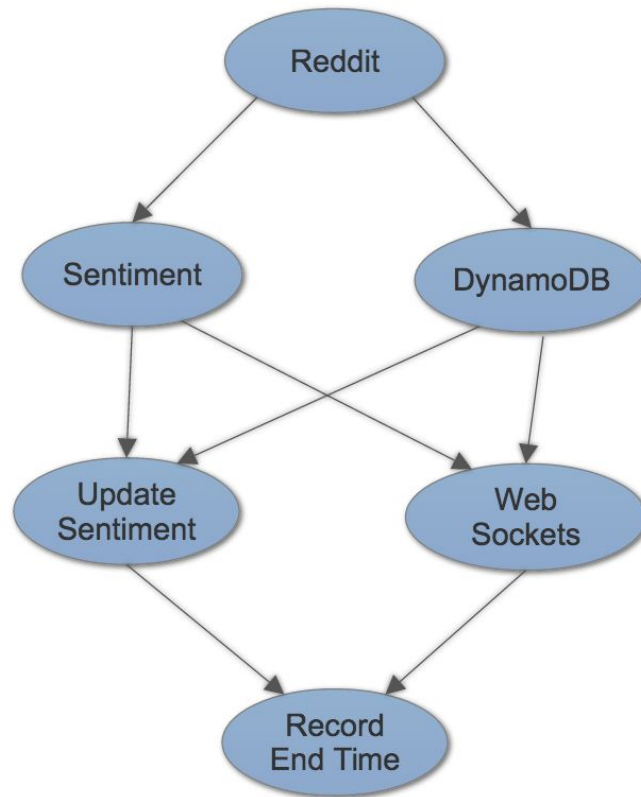 Reddit
Sentiment
DynamoDB
Update
Sentiment
Web
Sockets
Record
End Time